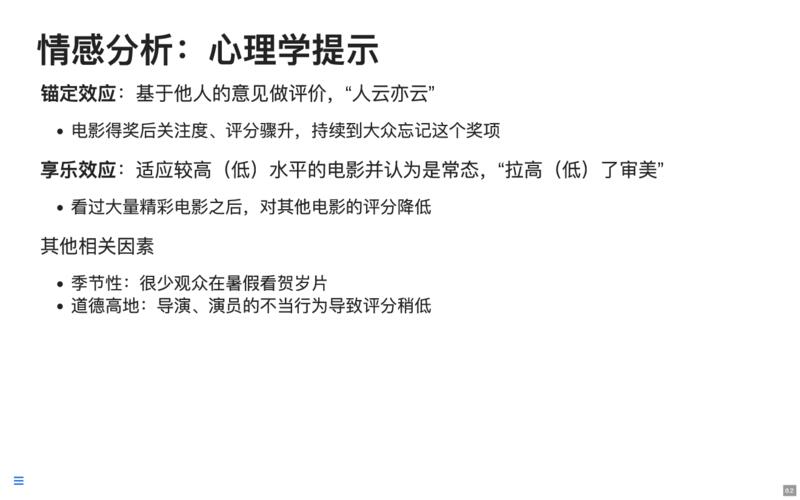 情感分析：心理学提示
锚定效应：基于他人的意见做评价，“人云亦云”
• 电影得奖后关注度、评分骤升，持续到大众忘记这个奖项
享乐效应：适应较高（低）水平的电影并认为是常态，“拉高（低）了审美”
• 看过大量精彩电影之后，对其他电影的评分降低
其他相关因素
• 季节性：很少观众在暑假看贺岁片
• 道德高地：导演、演员的不当行为导致评分稍低
8.2